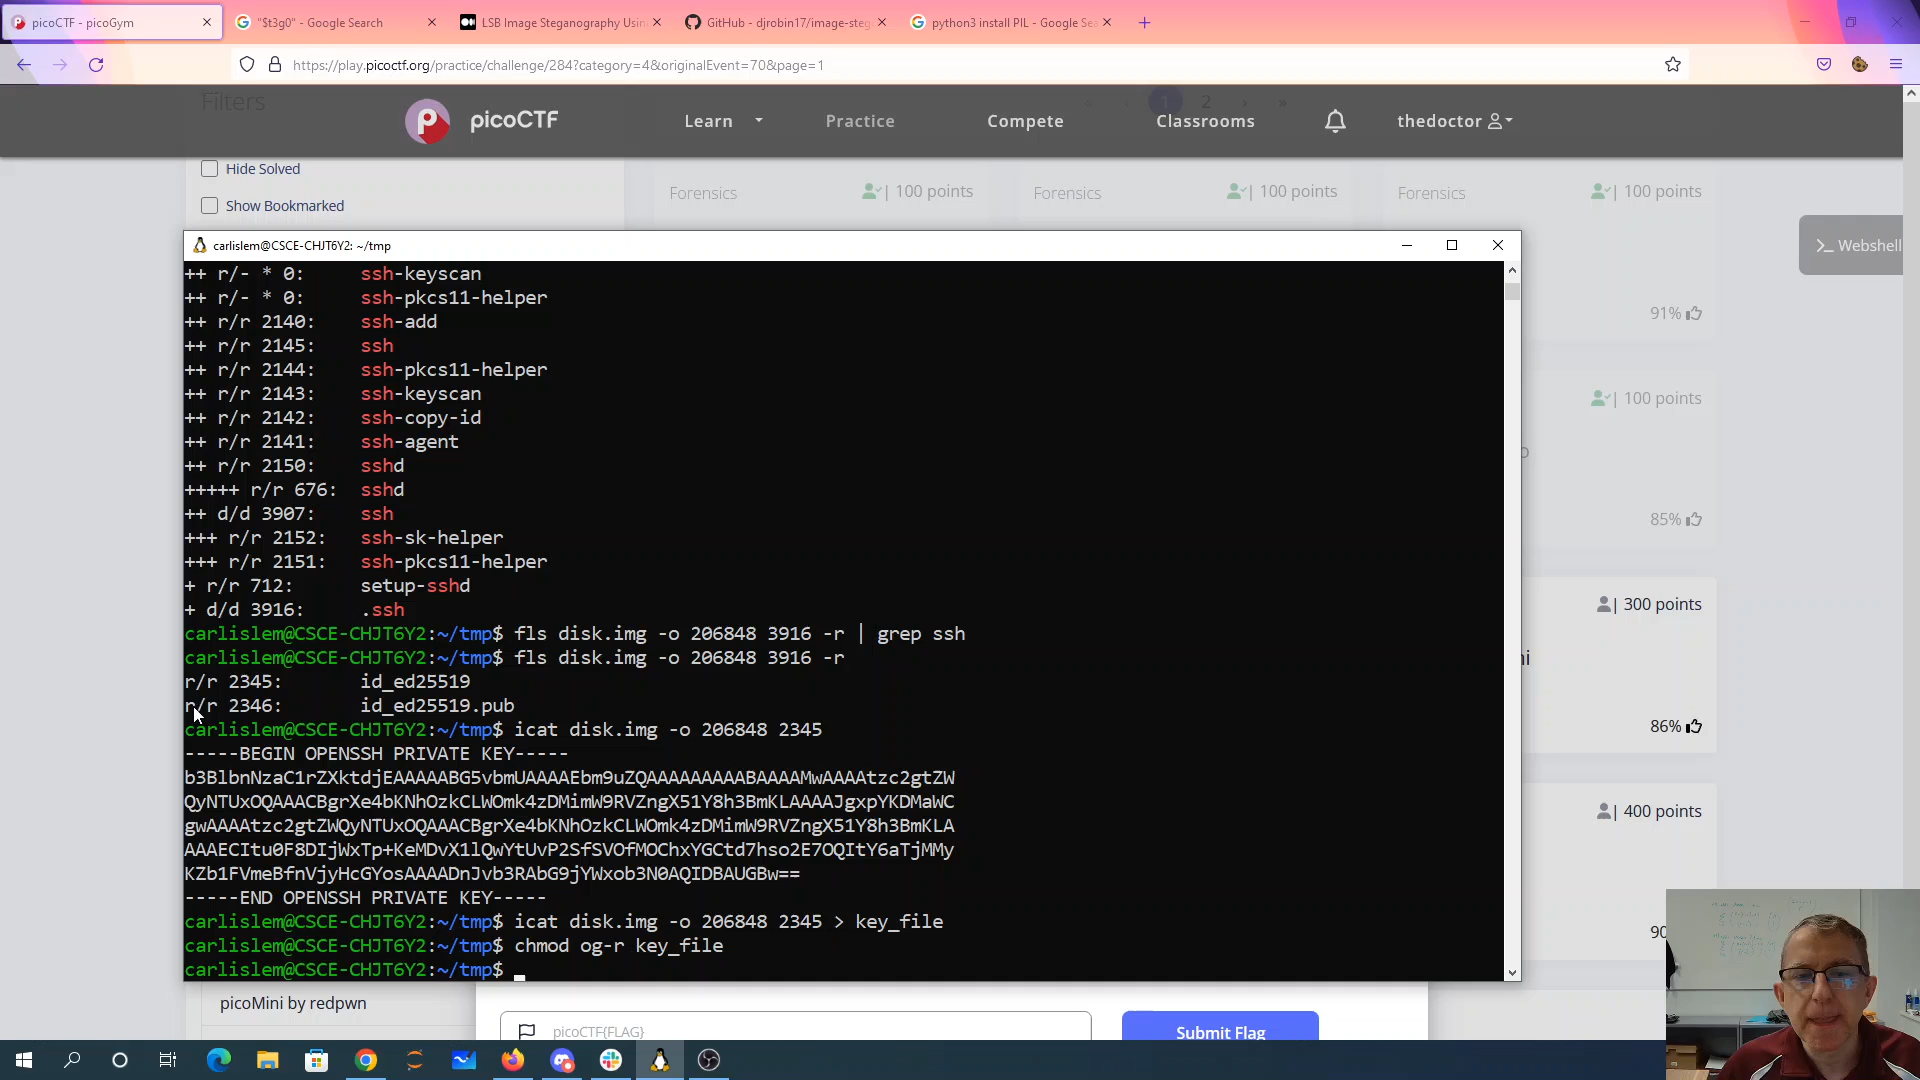 picoCTF - picoGym
"$t3g0" - Google Search
LSB Image Steganography Usin
GitHub - djrobin17/image-steg
python3 install PIL - Google Sea
https://play.picoctf.org/practice/challenge/284?category=4&originalEvent=70&page=1
Filters
« ‹ 1 2 › »
picoCTF
Learn
Practice
Compete
Classrooms
thedoctor
Hide Solved
Show Bookmarked
Forensics | 100 points
Forensics | 100 points
Forensics | 100 points
>_ Webshell
carlislem@CSCE-CHJT6Y2: ~/tmp
++ r/- * 0: ssh-keyscan
++ r/- * 0: ssh-pkcs11-helper
++ r/r 2140: ssh-add
++ r/r 2145: ssh
++ r/r 2144: ssh-pkcs11-helper
++ r/r 2143: ssh-keyscan
++ r/r 2142: ssh-copy-id
++ r/r 2141: ssh-agent
++ r/r 2150: sshd
+++++ r/r 676: sshd
++ d/d 3907: ssh
+++ r/r 2152: ssh-sk-helper
+++ r/r 2151: ssh-pkcs11-helper
+ r/r 712: setup-sshd
+ d/d 3916: .ssh
carlislem@CSCE-CHJT6Y2:~/tmp$ fls disk.img -o 206848 3916 -r | grep ssh
carlislem@CSCE-CHJT6Y2:~/tmp$ fls disk.img -o 206848 3916 -r
r/r 2345: id_ed25519
r/r 2346: id_ed25519.pub
carlislem@CSCE-CHJT6Y2:~/tmp$ icat disk.img -o 206848 2345
-----BEGIN OPENSSH PRIVATE KEY-----
b3BlbnNzaC1rZXktdjEAAAAABG5vbmUAAAAEbm9uZQAAAAAAAAABAAAAMwAAAAtzc2gtZW
QyNTUxOQAAACBgrXe4bKNhOzkCLWOmk4zDMimW9RVZngX51Y8h3BmKLAAAAJgxpYKDMaWC
gwAAAAtzc2gtZWQyNTUxOQAAACBgrXe4bKNhOzkCLWOmk4zDMimW9RVZngX51Y8h3BmKLA
AAAECItu0F8DIjWxTp+KeMDvX1lQwYtUvP2SfSVOfMOChxYGCtd7hso2E7OQItY6aTjMMy
KZb1FVmeBfnVjyHcGYosAAAADnJvb3RAbG9jYWxob3N0AQIDBAUGBw==
-----END OPENSSH PRIVATE KEY-----
carlislem@CSCE-CHJT6Y2:~/tmp$ icat disk.img -o 206848 2345 > key_file
carlislem@CSCE-CHJT6Y2:~/tmp$ chmod og-r key_file
carlislem@CSCE-CHJT6Y2:~/tmp$
91%
| 100 points
85%
| 300 points
86%
| 400 points
90
picoMini by redpwn
picoCTF{FLAG}
Submit Flag